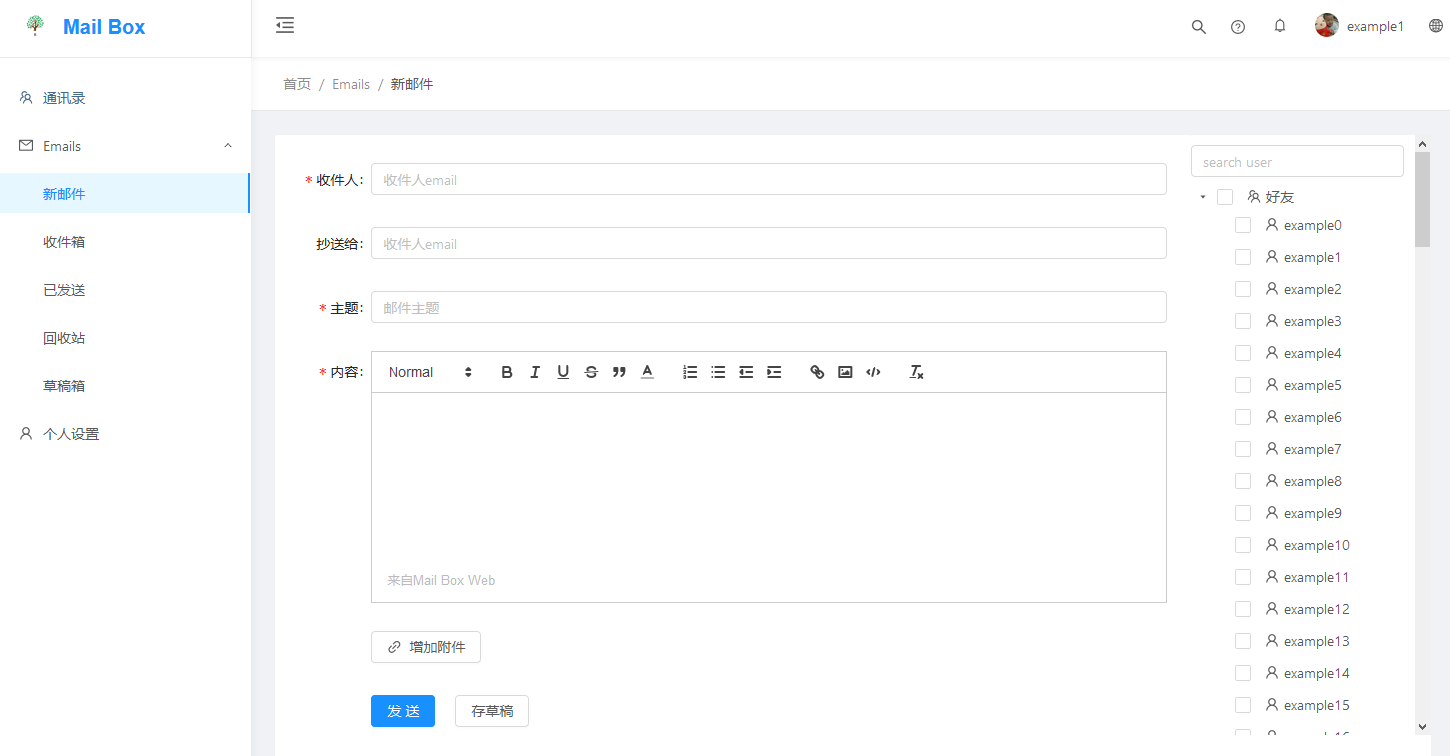 Mail Box
example1
通讯录
Emails
新邮件
收件箱
已发送
回收站
草稿箱
个人设置
首页 / Emails / 新邮件
* 收件人: 收件人email
抄送给: 收件人email
* 主题: 邮件主题
* 内容: Normal
来自Mail Box Web
增加附件
发 送 存草稿
search user
好友
example0
example1
example2
example3
example4
example5
example6
example7
example8
example9
example10
example11
example12
example13
example14
example15